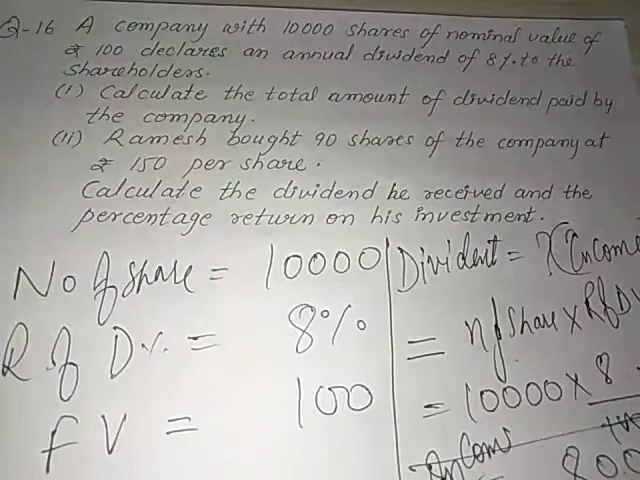 Q-16 A company with 10000 shares of nominal value of
₹ 100 declares an annual dividend of 8%. to the
shareholders.
(i) Calculate the total amount of dividend paid by
the company.
(ii) Ramesh bought 90 shares of the company at
₹ 150 per share.
Calculate the dividend he received and the
percentage return on his investment.
No of share = 10000
R of D%. = 8%
FV = 100
Divident = (Income
= n of share x R of D
= 10000 x 8
Incoms